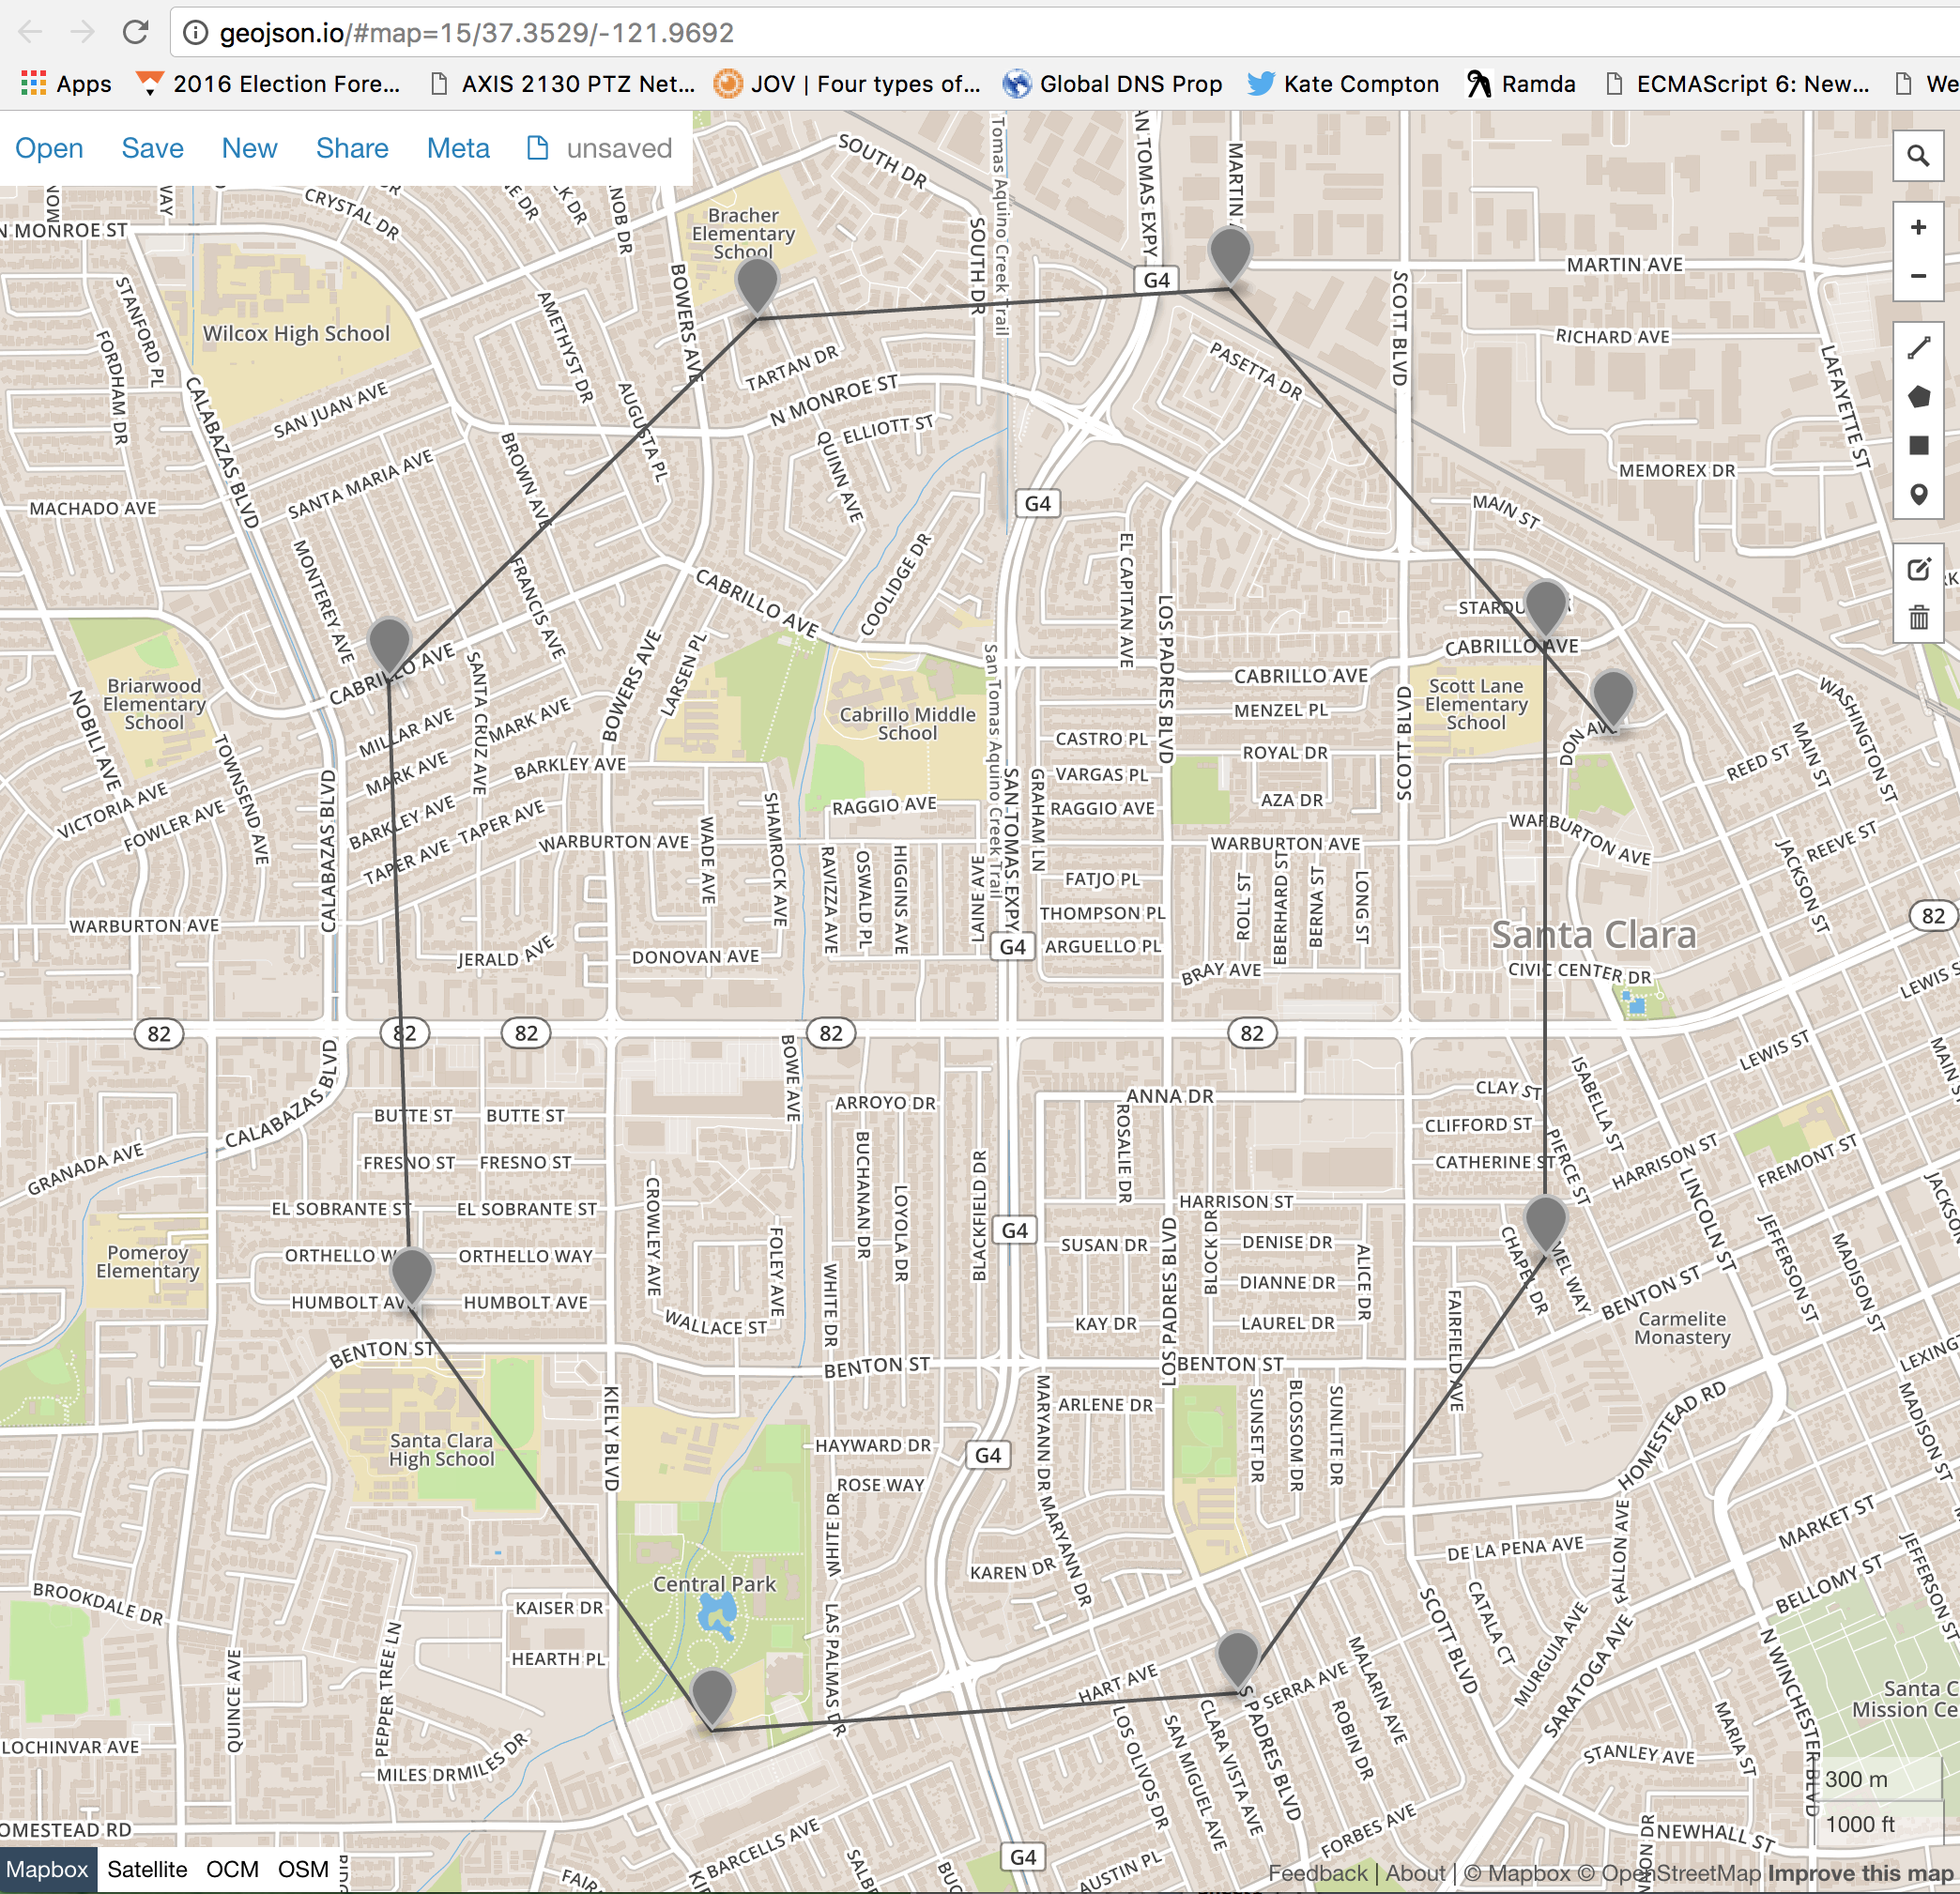 geojson.io/#map=15/37.3529/-121.9692
Apps 2016 Election Fore... AXIS 2130 PTZ Net... JOV | Four types of... Global DNS Prop Kate Compton Ramda ECMAScript 6: New... We
Open Save New Share Meta unsaved
SOUTH DR
Tomas Aquino Creek Trail
AN TOMAS EXPY
MARTIN
WAY
CRYSTAL DR
NOB DR
Bracher
Elementary
School
N MONROE ST
SOUTH DR
G4
MARTIN AVE
STANFORD PL
BOWERS AVE
SCOTT BLVD
Wilcox High School
AMETHYST DR
FORDHAM DR
TARTAN DR
PASETTA DR
RICHARD AVE
LAFAYETTE ST
SAN JUAN AVE
CALABAZAS BLVD
AUGUSTA PL
N MONROE ST
ELLIOTT ST
QUINN AVE
BROWN AVE
SANTA MARIA AVE
MEMOREX DR
MACHADO AVE
G4
MAIN ST
MONTEREY AVE
FRANCIS AVE
CABRILLO AVE
COOLIDGE DR
EL CAPITAN AVE
LOS PADRES BLVD
CABRILLO AVE
Briarwood
Elementary
School
NOBILI AVE
SANTA CRUZ AVE
BOWERS AVE
LARSEN PL
San Tomas Aquino Creek Trail
CABRILLO AVE
CABRILLO AVE
Scott Lane
Elementary
School
WASHINGTON ST
Cabrillo Middle
School
MENZEL PL
MILLAR AVE
MARK AVE
CASTRO PL
ROYAL DR
SCOTT BLVD
MAIN ST
REED ST
TOWNSEND AVE
MARK AVE
BARKLEY AVE
VARGAS PL
VICTORIA AVE
FOWLER AVE
CALABAZAS BLVD
BARKLEY AVE
TAPER AVE
SHAMROCK AVE
RAGGIO AVE
SAN TOMAS EXPY
GRAHAM LN
RAGGIO AVE
AZA DR
WARBURTON AVE
TAPER AVE
WARBURTON AVE
WADE AVE
WARBURTON AVE
JACKSON ST
REEVE ST
RAVIZZA AVE
OSWALD PL
HIGGINS AVE
LAINE AVE
FATJO PL
ROLL ST
EBERHARD ST
BERNA ST
LONG ST
WARBURTON AVE
THOMPSON PL
82
Santa Clara
JERALD AVE
DONOVAN AVE
G4
ARGUELLO PL
BRAY AVE
CIVIC CENTER DR
LEWIS S
82 82 82 82 82
CALABAZAS BLVD
BOWE AVE
LEWIS ST
MAIN S
ISABELLA ST
BUTTE ST BUTTE ST
ARROYO DR
ANNA DR
CLAY ST
ROSALIE DR
CLIFFORD ST
GRANADA AVE
FRESNO ST FRESNO ST
BUCHANAN DR
BLACKFIELD DR
CATHERINE ST
PIERCE ST
HARRISON ST
FREMONT ST
CROWLEY AVE
LOYOLA DR
HARRISON ST
LINCOLN ST
EL SOBRANTE ST EL SOBRANTE ST
G4
JEFFERSON ST
MADISON ST
Pomeroy
Elementary
ORTHELLO W ORTHELLO WAY
FOLEY AVE
WHITE DR
SUSAN DR
LOS PADRES BLVD
BLOCK DR
DENISE DR
DIANNE DR
ALICE DR
CHAPEL DR
MEL WAY
HUMBOLT AV HUMBOLT AVE
WALLACE ST
KAY DR
LAUREL DR
FAIRFIELD AVE
BENTON ST
Carmelite
Monastery
BENTON ST
BENTON ST
BENTON ST
LEXING
KIELY BLVD
MARYANN DR
ARLENE DR
SUNSET DR
BLOSSOM DR
SUNLITE DR
HOMESTEAD RD
MADISON ST
Santa Clara
High School
HAYWARD DR
G4
ROSE WAY
WHITE DR
MARYANN DR
MARKET ST
DE LA PENA AVE
FALLON AVE
JEFFERSON ST
BROOKDALE DR
Central Park
KAREN DR
BELLOMY ST
KAISER DR
LAS PALMAS DR
SCOTT BLVD
CATALA CT
MURGUIA AVE
SARATOGA AVE
N WINCHESTER BLVD
QUINCE AVE
PEPPER TREE LN
HEARTH PL
HART AVE
S PADRES BLVD
SERRA AVE
MALARIN AVE
ROBIN DR
Santa C
Mission Ce
LOCHINVAR AVE
LOS OLIVOS DR
SAN MIGUEL AVE
CLARA VISTA AVE
MARIA ST
STANLEY AVE
MILES DR
MILES DR
300 m
1000 ft
OMESTEAD RD
BARCELLS AVE
FORBES AVE
NEWHALL ST
G4
AUSTIN PL
Mapbox Satellite OCM OSM
Feedback | About | © Mapbox © OpenStreetMap Improve this map